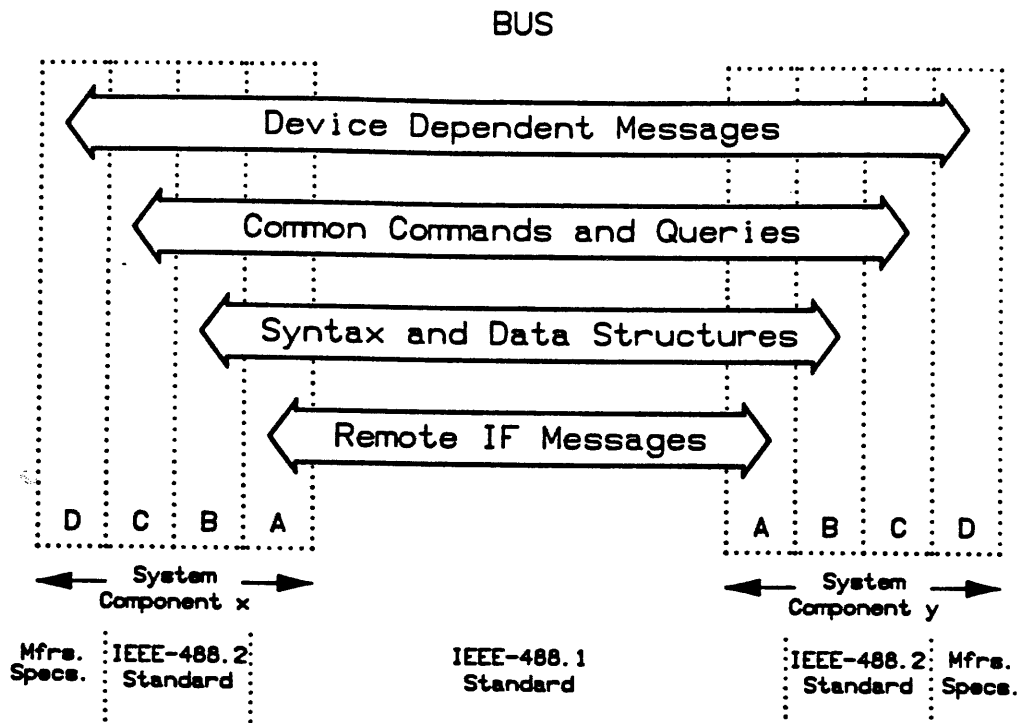 BUS
Device Dependent Messages
Common Commands and Queries
Syntax and Data Structures
Remote IF Messages
D C B A
A B C D
System
Component x
System
Component y
Mfrs.
Specs.
IEEE-488.2
Standard
IEEE-488.1
Standard
IEEE-488.2
Standard
Mfrs.
Specs.